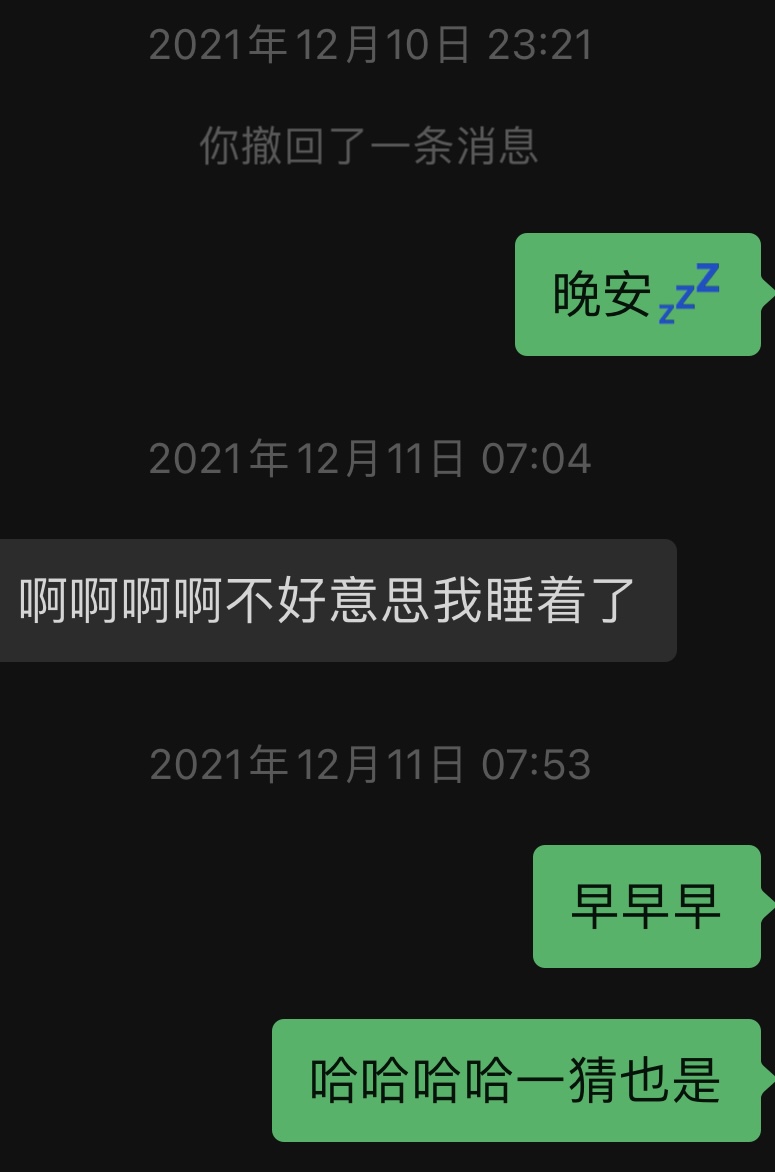 2021年12月10日 23:21
你撤回了一条消息
晚安💤
2021年12月11日 07:04
啊啊啊啊不好意思我睡着了
2021年12月11日 07:53
早早早
哈哈哈哈一猜也是